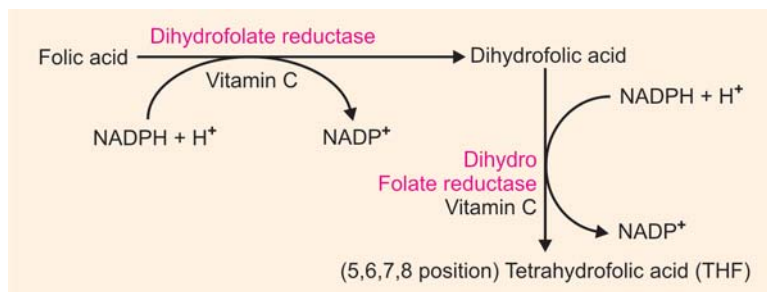 Dihydrofolate reductase
Folic acid
Dihydrofolic acid
Vitamin C
NADPH + H⁺
NADP⁺
NADPH + H⁺
Dihydro
Folate reductase
Vitamin C
NADP⁺
(5,6,7,8 position) Tetrahydrofolic acid (THF)